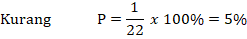 Kurang P = 1/22 x 100% = 5%